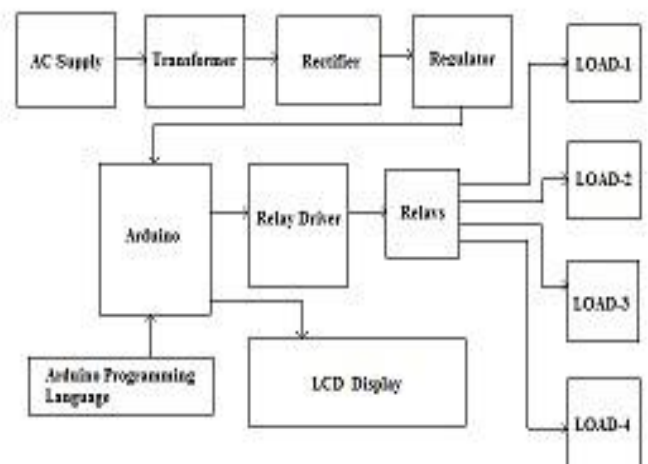 AC Supply
Transformer
Rectifier
Regulator
LOAD-1
LOAD-2
Arduino
Relay Driver
Relays
LOAD-3
Arduino Programming
Language
LCD Display
LOAD-4